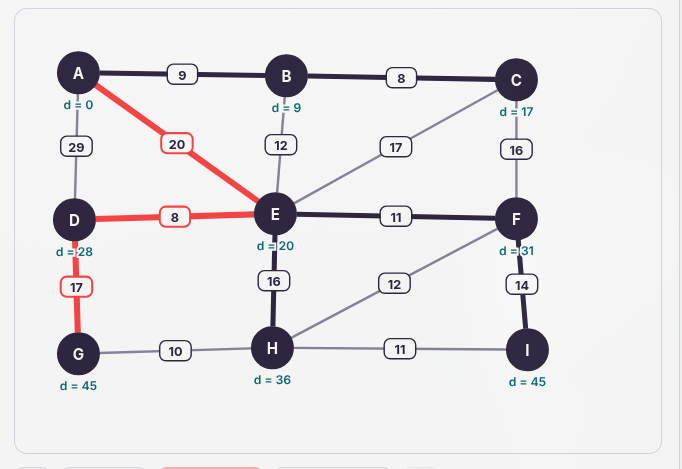 A
9
B
8
C
d = 0
d = 9
d = 17
29
20
12
17
16
D
8
E
11
F
d = 28
d = 20
d = 31
17
16
12
14
G
10
H
11
I
d = 45
d = 36
d = 45